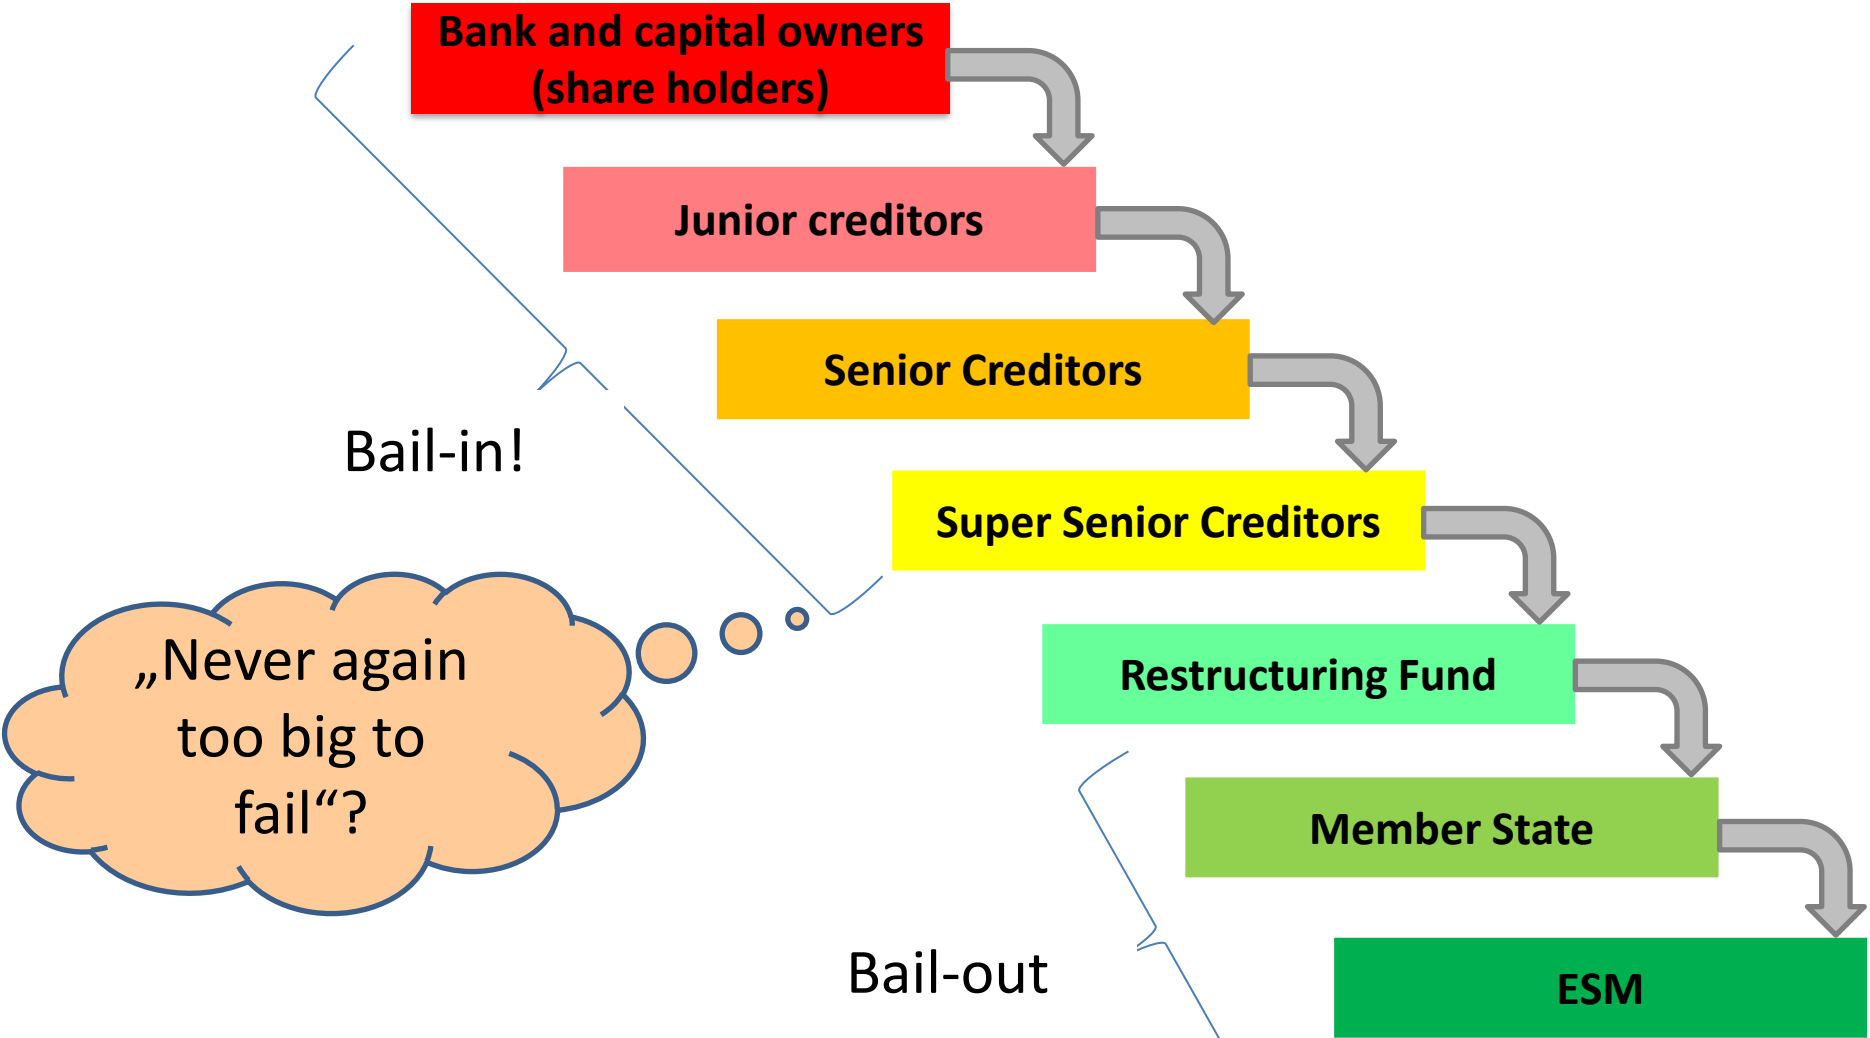 Bank and capital owners
(share holders)
Junior creditors
Senior Creditors
Bail-in!
Super Senior Creditors
„Never again
too big to
fail“?
Restructuring Fund
Member State
Bail-out
ESM